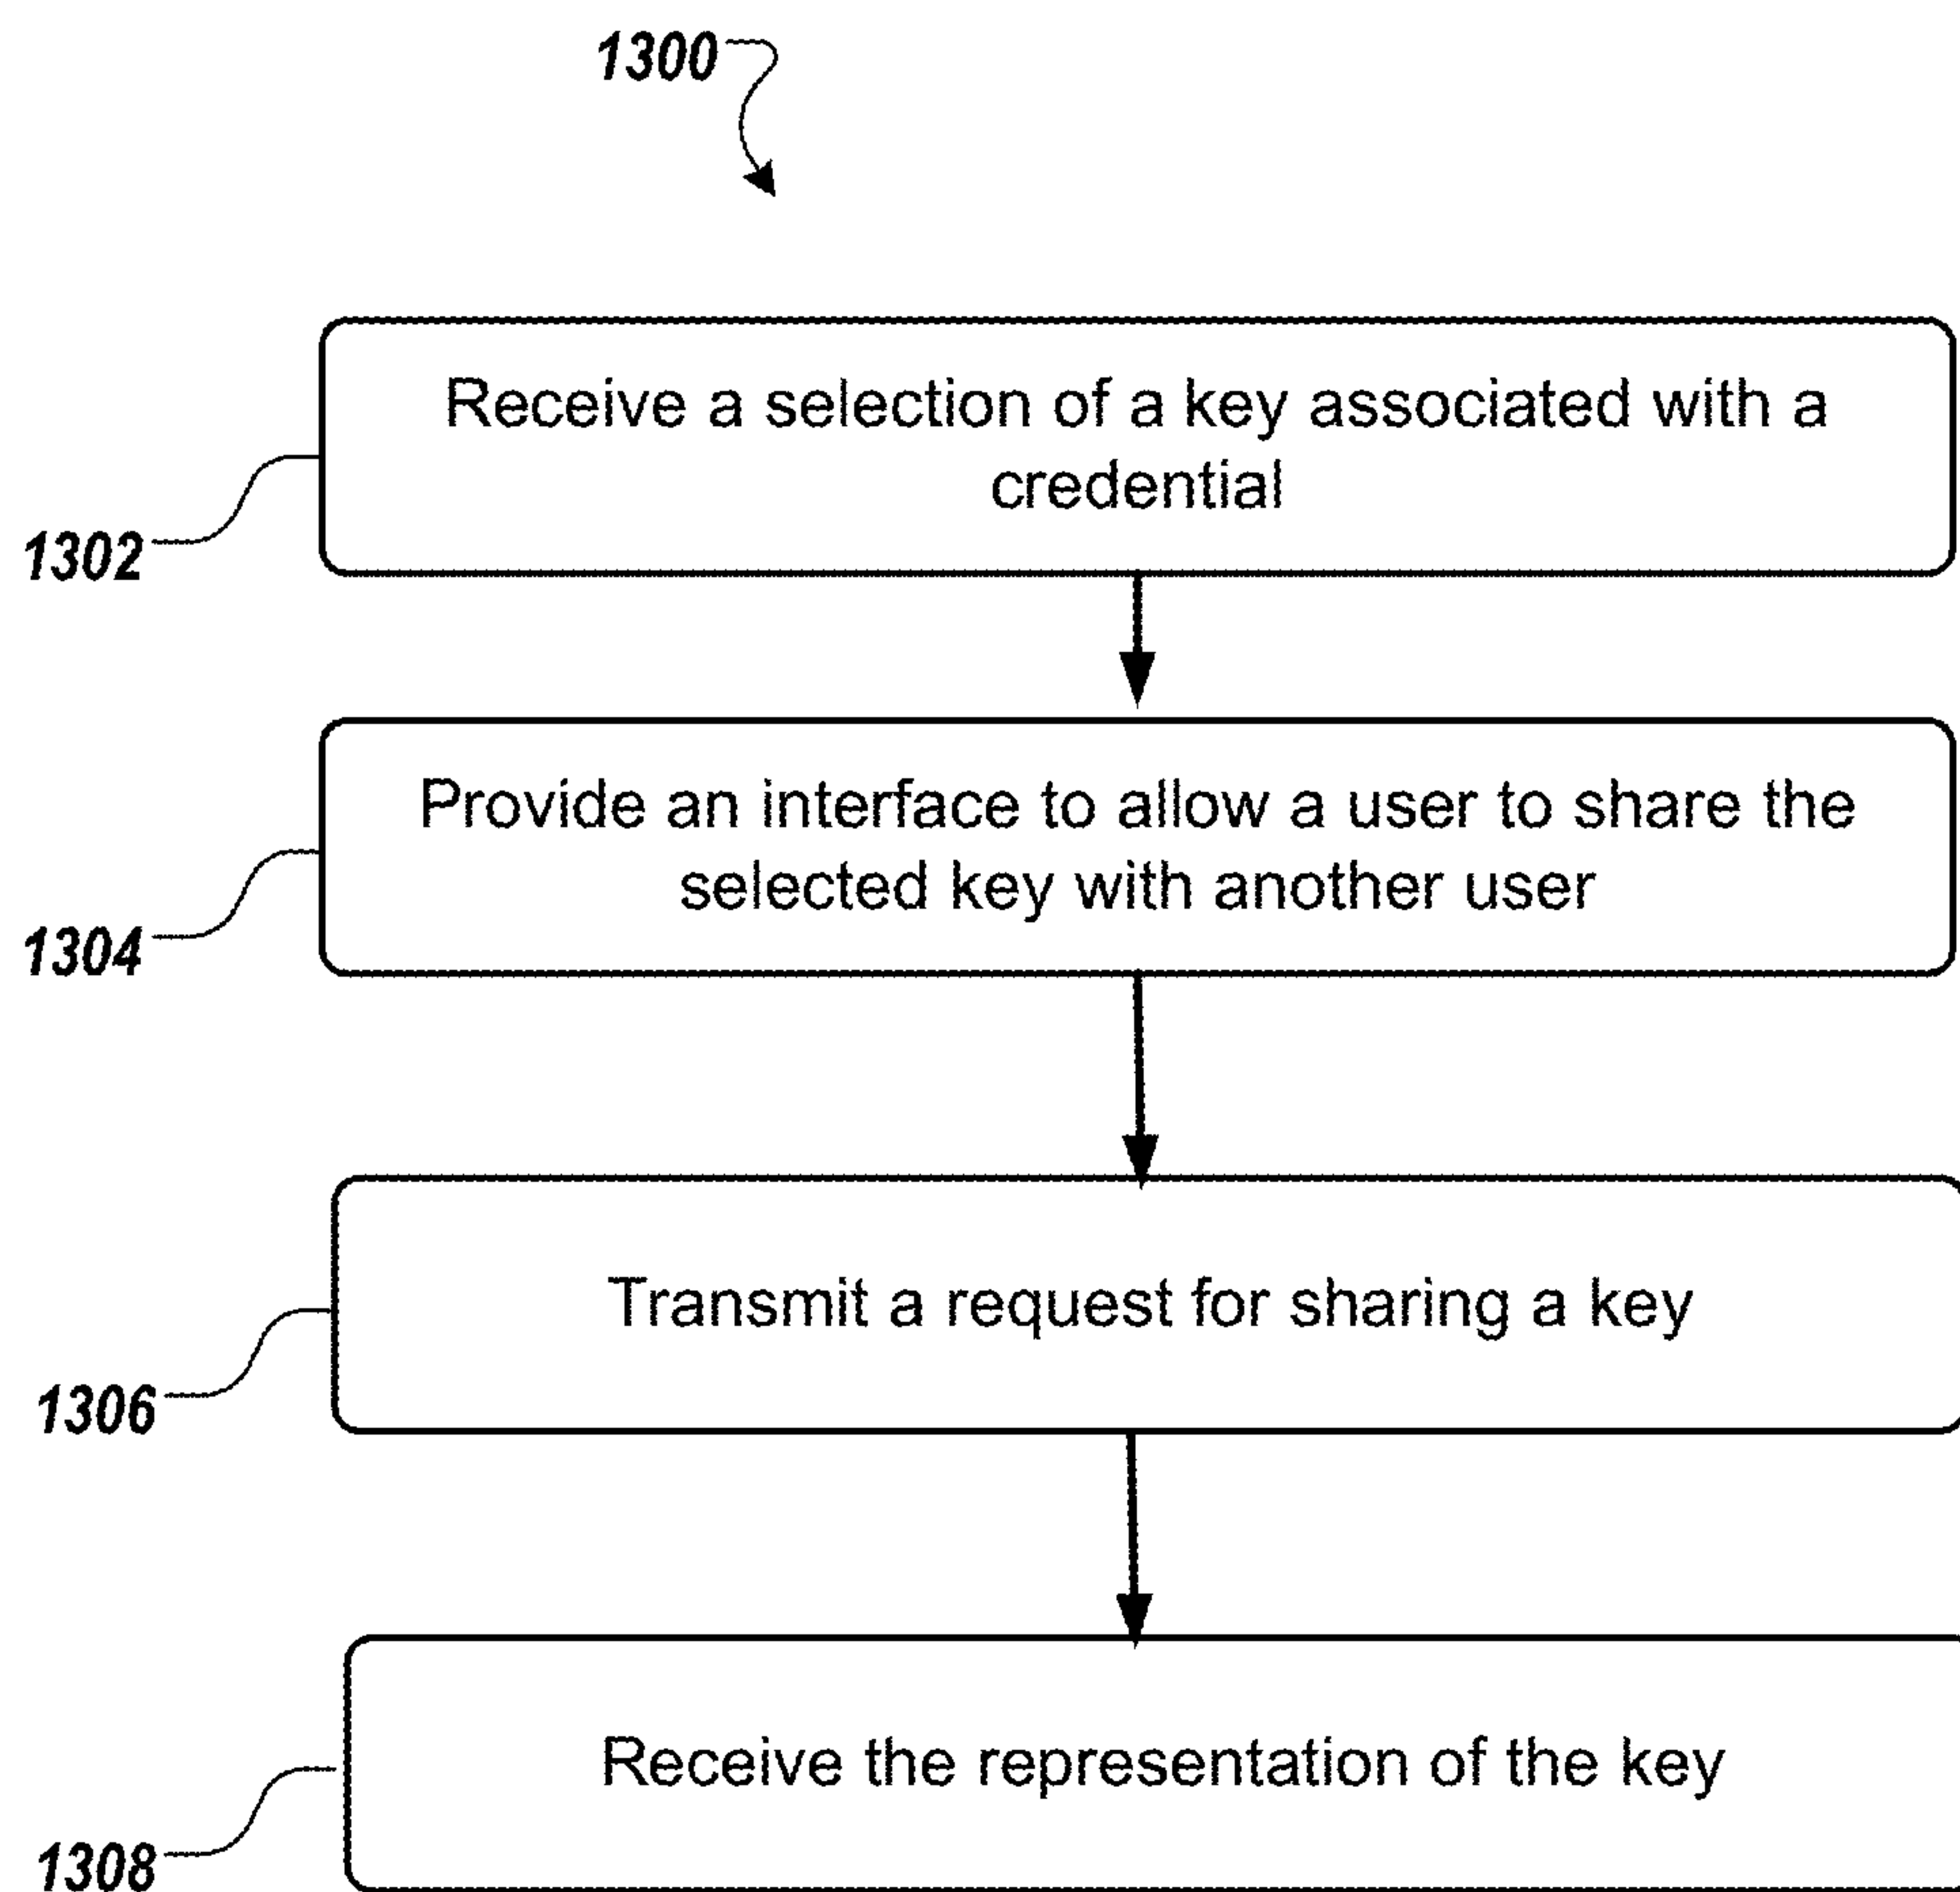 1300
Receive a selection of a key associated with a
credential
1302
Provide an interface to allow a user to share the
selected key with another user
1304
Transmit a request for sharing a key
1306
Receive the representation of the key
1308